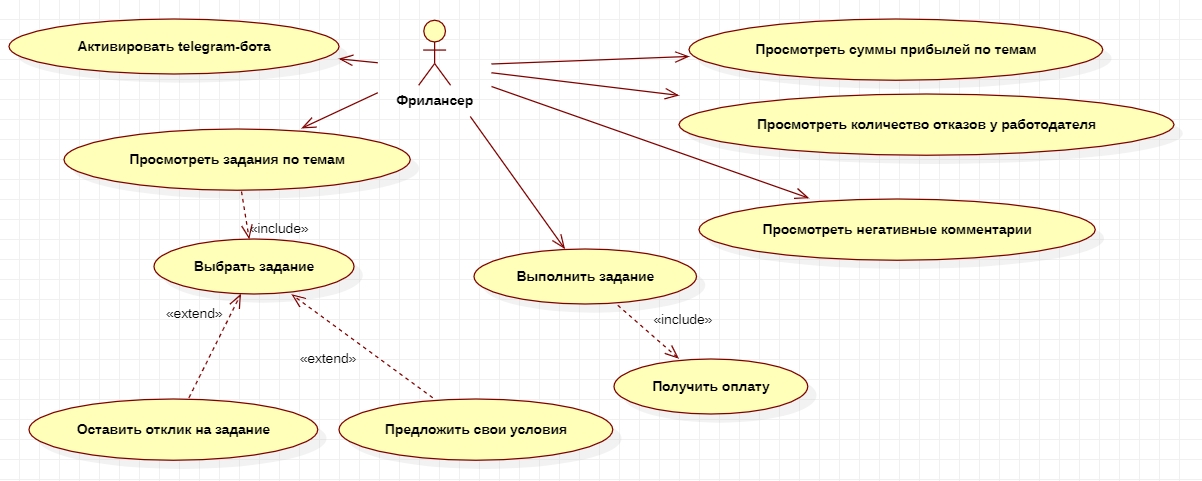 Активировать telegram-бота
Фрилансер
Просмотреть суммы прибылей по темам
Просмотреть количество отказов у работодателя
Просмотреть задания по темам
«include»
Просмотреть негативные комментарии
Выбрать задание
Выполнить задание
«extend»
«include»
«extend»
Получить оплату
Оставить отклик на задание
Предложить свои условия